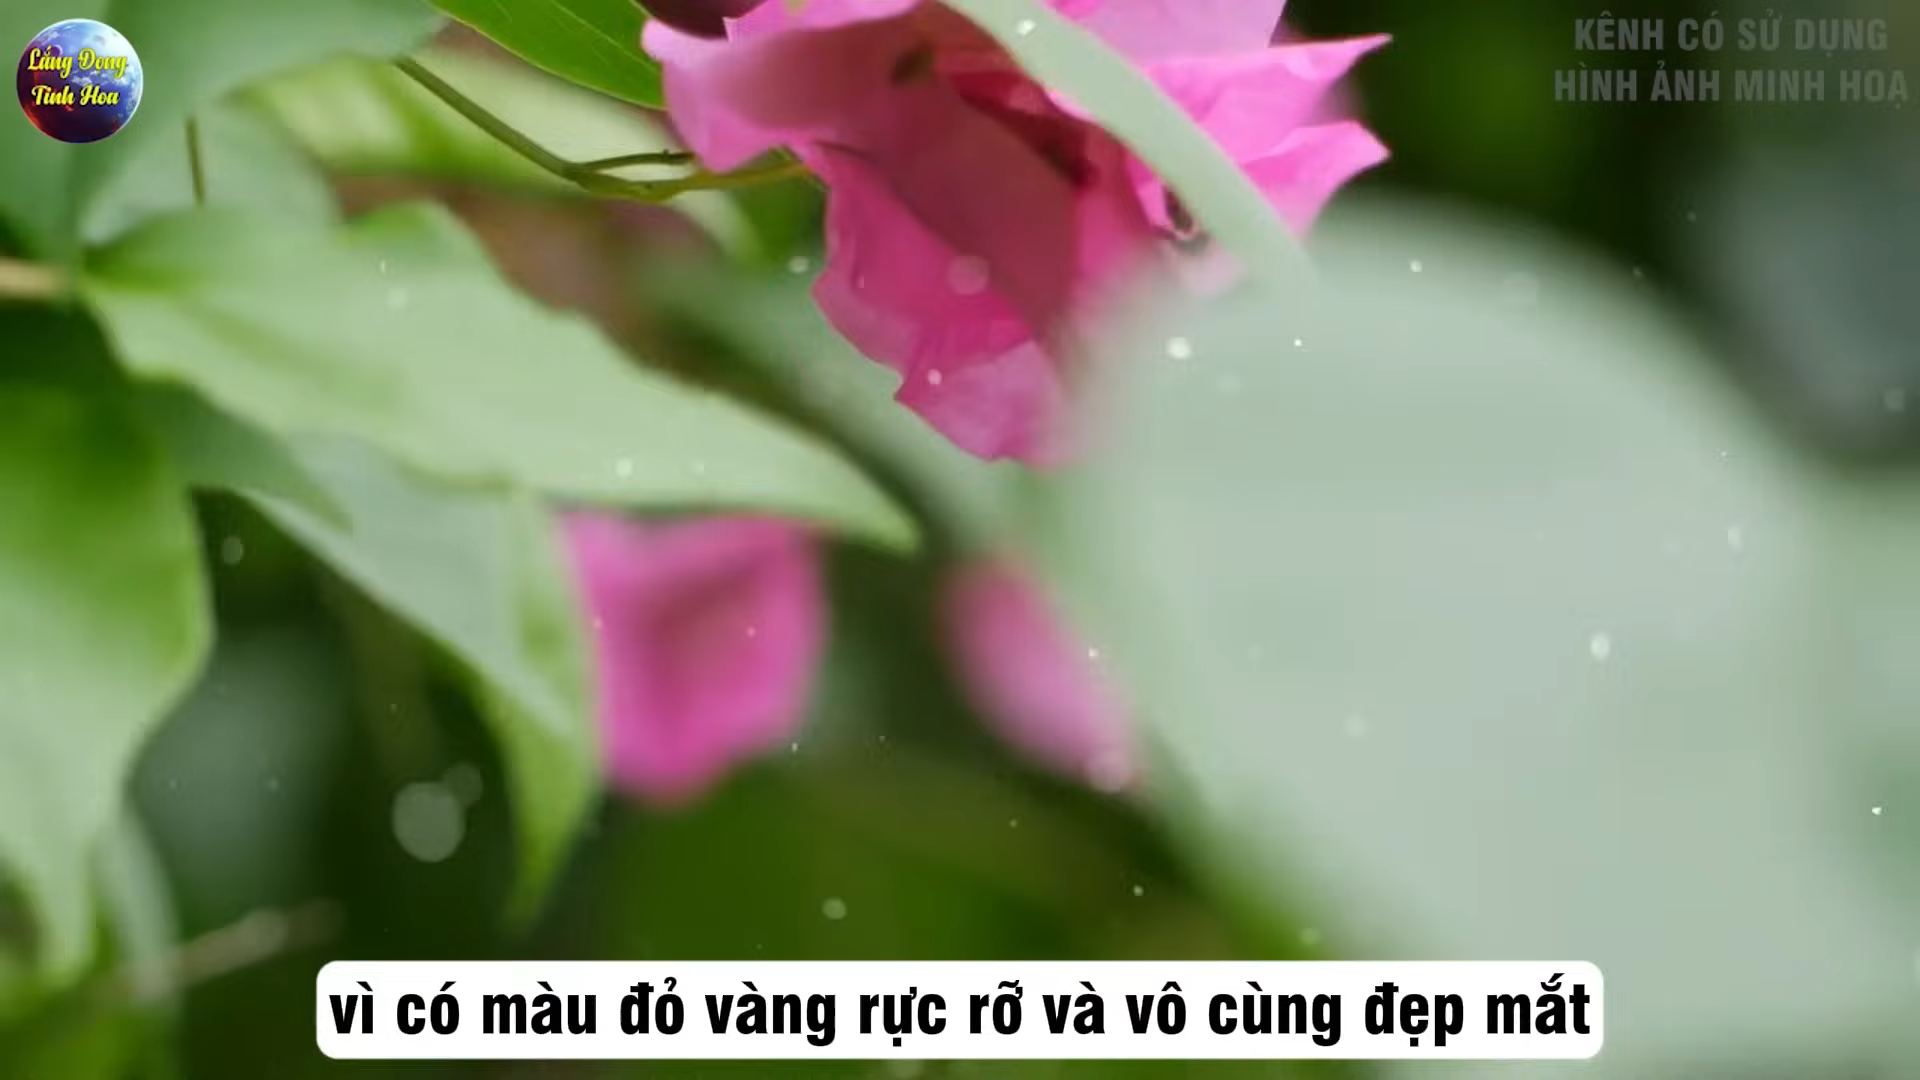 Lắng Đọng
Tinh Hoa
KÊNH CÓ SỬ DỤNG
HÌNH ẢNH MINH HOẠ
vì có màu đỏ vàng rực rỡ và vô cùng đẹp mắt